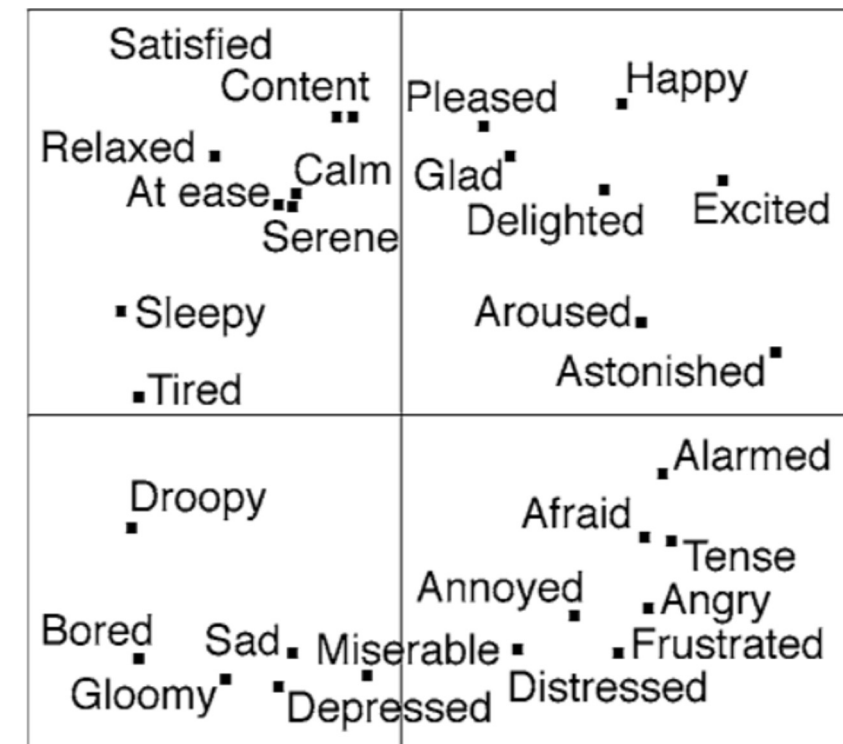 Satisfied
Content
Pleased
Happy
Relaxed
Calm
Glad
At ease
Delighted
Excited
Serene
Sleepy
Aroused
Astonished
Tired
Alarmed
Droopy
Afraid
Tense
Annoyed
Angry
Bored
Sad
Miserable
Frustrated
Gloomy
Depressed
Distressed